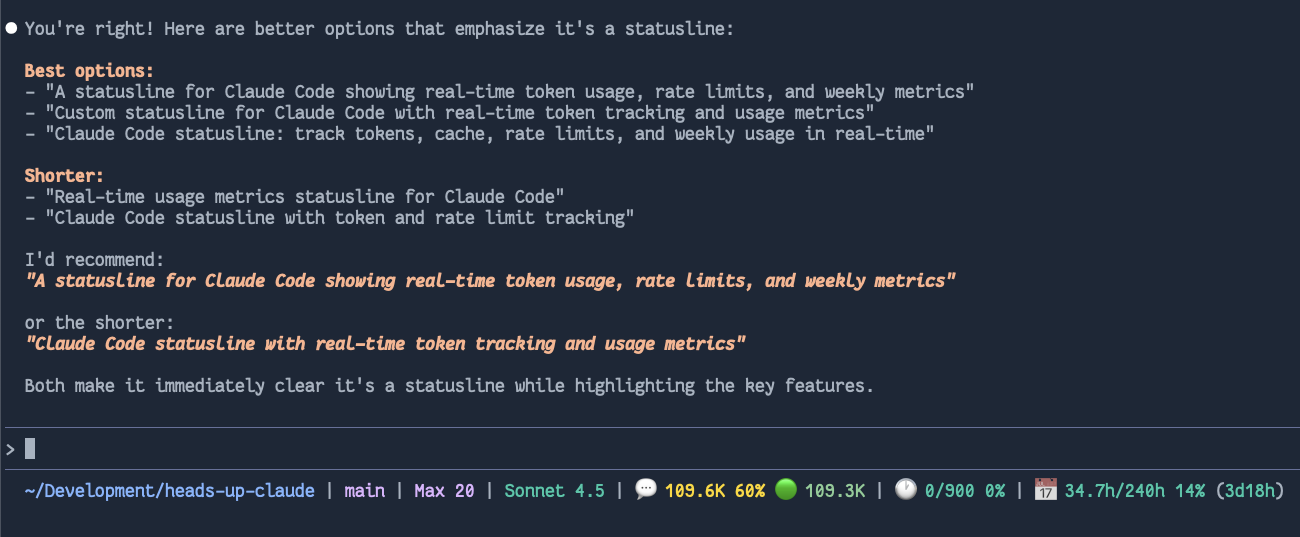 You're right! Here are better options that emphasize it's a statusline:
Best options:
- "A statusline for Claude Code showing real-time token usage, rate limits, and weekly metrics"
- "Custom statusline for Claude Code with real-time token tracking and usage metrics"
- "Claude Code statusline: track tokens, cache, rate limits, and weekly usage in real-time"
Shorter:
- "Real-time usage metrics statusline for Claude Code"
- "Claude Code statusline with token and rate limit tracking"
I'd recommend:
"A statusline for Claude Code showing real-time token usage, rate limits, and weekly metrics"
or the shorter:
"Claude Code statusline with real-time token tracking and usage metrics"
Both make it immediately clear it's a statusline while highlighting the key features.
>
~/Development/heads-up-claude | main | Max 20 | Sonnet 4.5 | 💬 109.6K 60% 🟢 109.3K | 🕐 0/900 0% | 📅 34.7h/240h 14% (3d18h)